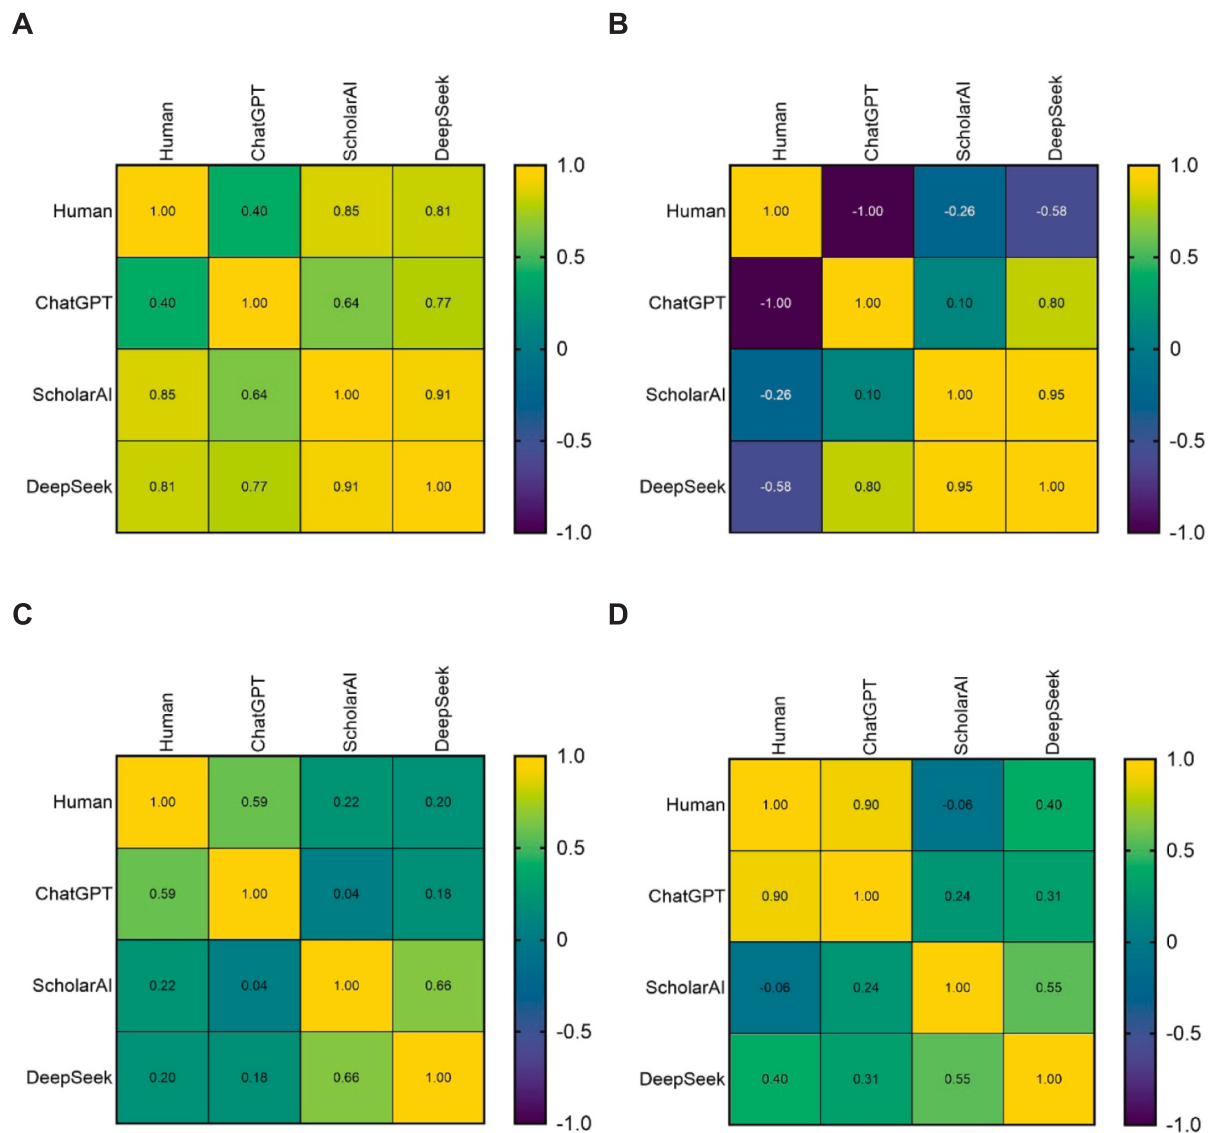 A
Human ChatGPT ScholarAI DeepSeek
Human 1.00 0.40 0.85 0.81
ChatGPT 0.40 1.00 0.64 0.77
ScholarAI 0.85 0.64 1.00 0.91
DeepSeek 0.81 0.77 0.91 1.00
1.0
0.5
0
-0.5
-1.0
B
Human ChatGPT ScholarAI DeepSeek
Human 1.00 -1.00 -0.26 -0.58
ChatGPT -1.00 1.00 0.10 0.80
ScholarAI -0.26 0.10 1.00 0.95
DeepSeek -0.58 0.80 0.95 1.00
1.0
0.5
0
-0.5
-1.0
C
Human ChatGPT ScholarAI DeepSeek
Human 1.00 0.59 0.22 0.20
ChatGPT 0.59 1.00 0.04 0.18
ScholarAI 0.22 0.04 1.00 0.66
DeepSeek 0.20 0.18 0.66 1.00
1.0
0.5
0
-0.5
-1.0
D
Human ChatGPT ScholarAI DeepSeek
Human 1.00 0.90 -0.06 0.40
ChatGPT 0.90 1.00 0.24 0.31
ScholarAI -0.06 0.24 1.00 0.55
DeepSeek 0.40 0.31 0.55 1.00
1.0
0.5
0
-0.5
-1.0